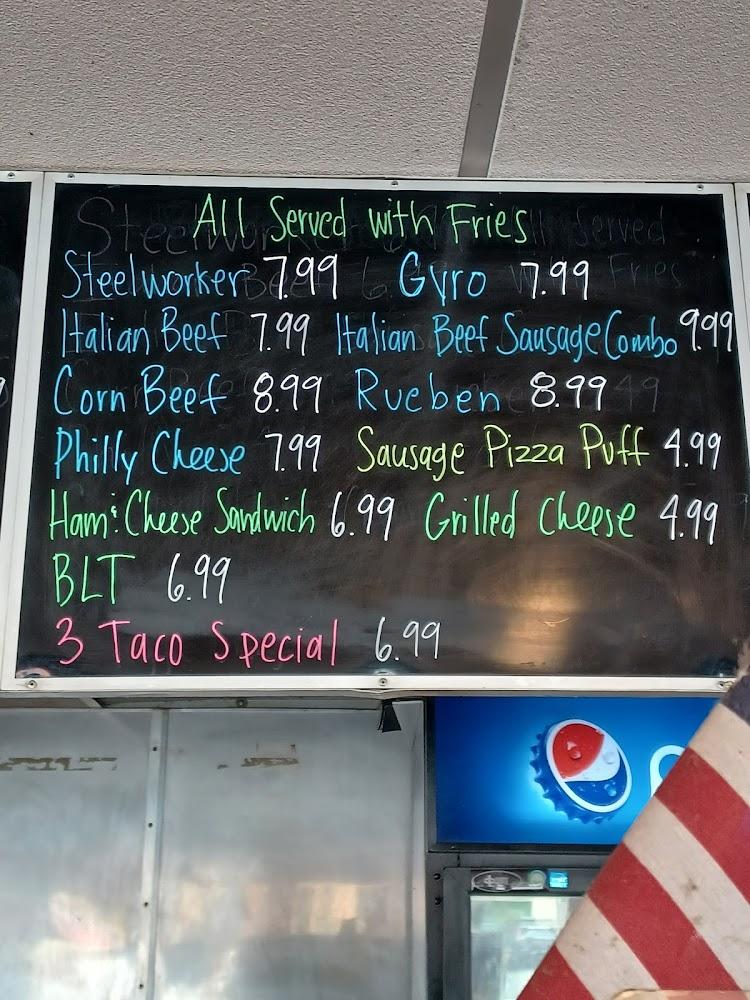 All Served with Fries
Steelworker 7.99 Gyro 7.99
Italian Beef 7.99 Italian Beef Sausage Combo 9.99
Corn Beef 8.99 Rueben 8.99
Philly Cheese 7.99 Sausage Pizza Puff 4.99
Ham & Cheese Sandwich 6.99 Grilled Cheese 4.99
BLT 6.99
3 Taco Special 6.99